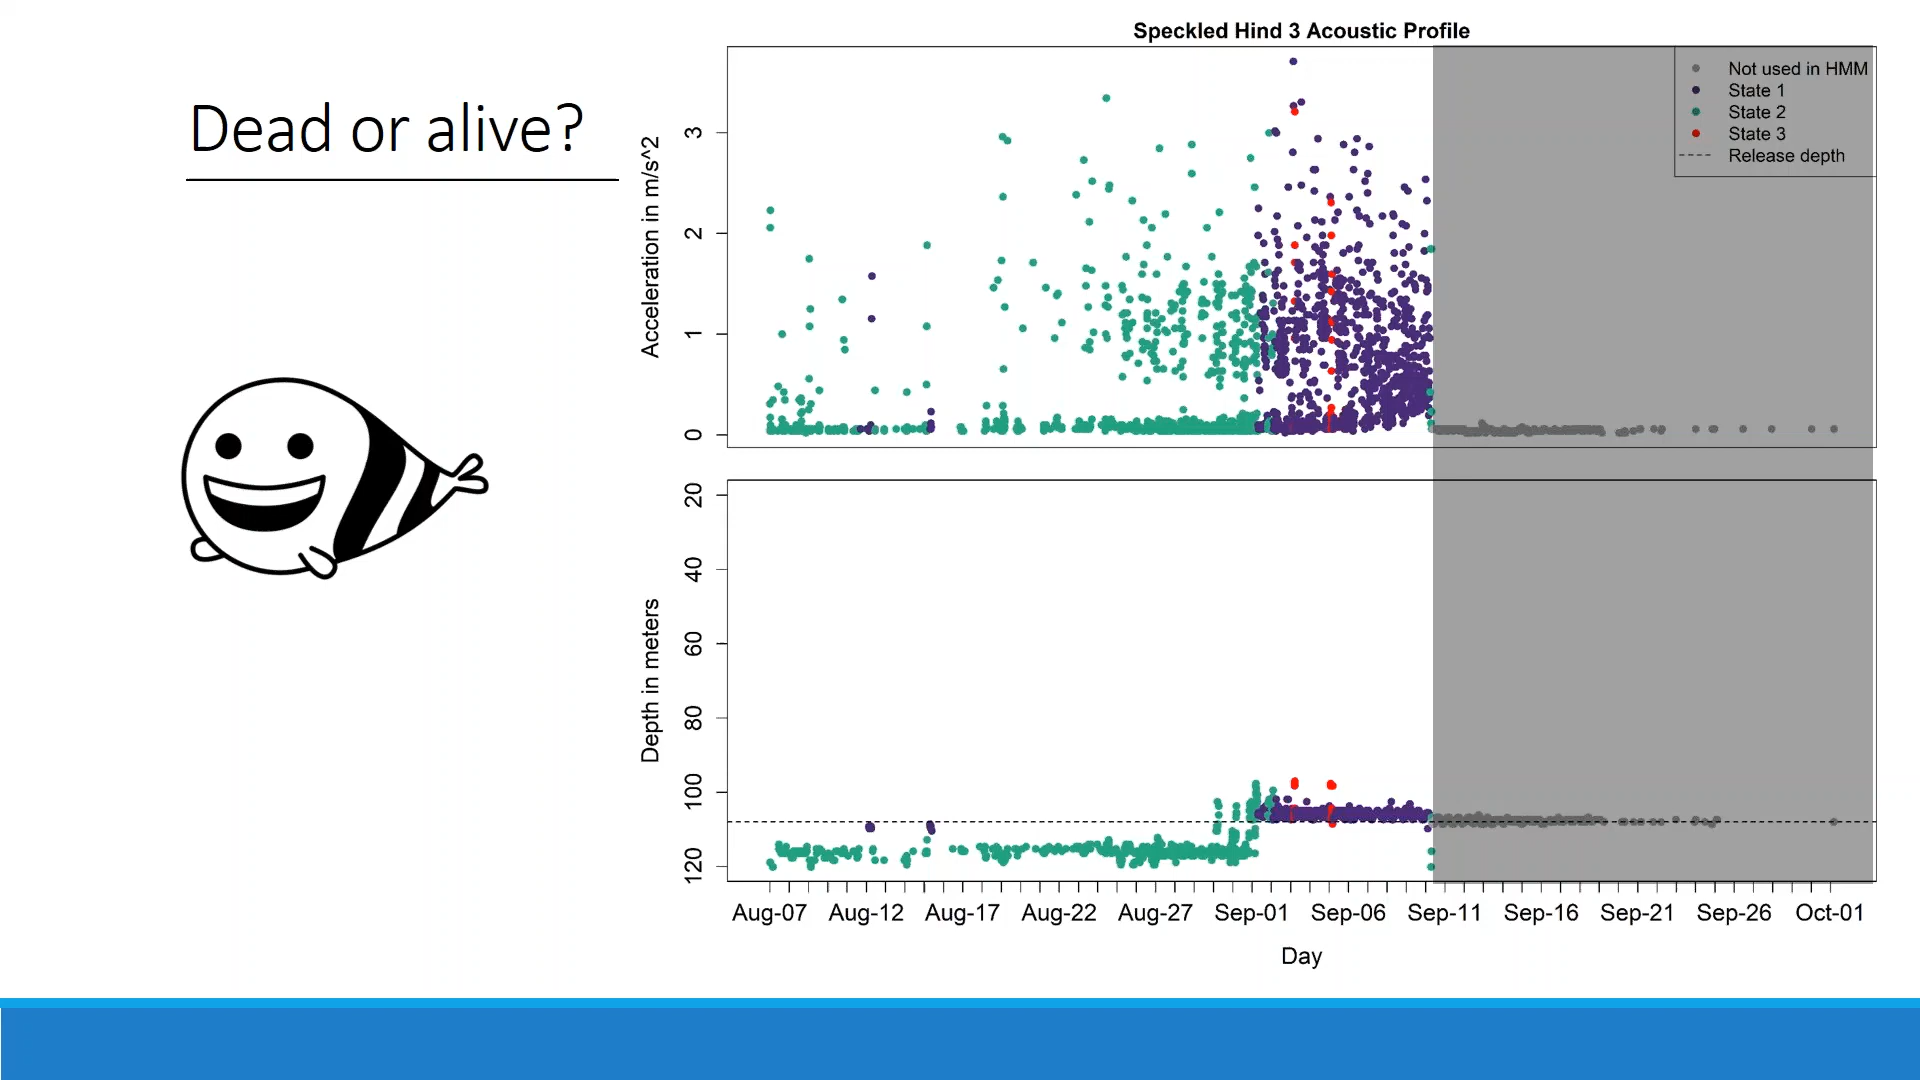 Dead or alive?
Speckled Hind 3 Acoustic Profile
Not used in HMM
State 1
State 2
State 3
Release depth
Acceleration in m/s^2
3
2
1
0
Depth in meters
20
40
60
80
100
120
Aug-07 Aug-12 Aug-17 Aug-22 Aug-27 Sep-01 Sep-06 Sep-11 Sep-16 Sep-21 Sep-26 Oct-01
Day